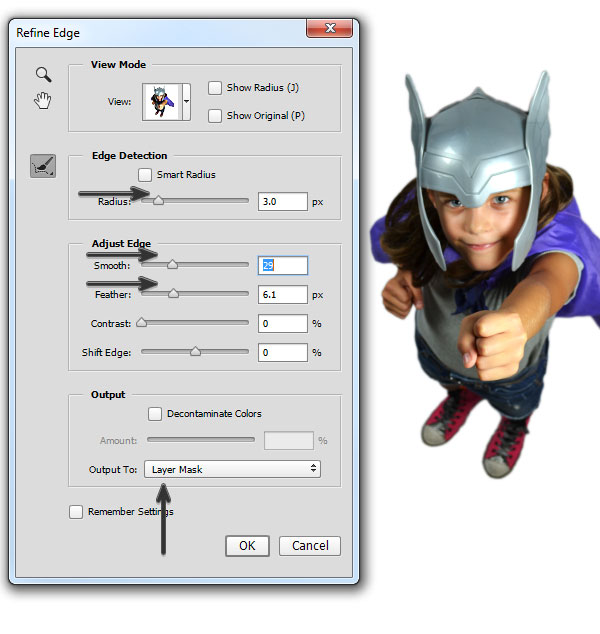 Refine Edge
View Mode
View:
Show Radius (J)
Show Original (P)
Edge Detection
Smart Radius
Radius: 3.0 px
Adjust Edge
Smooth: 29
Feather: 6.1 px
Contrast: 0 %
Shift Edge: 0 %
Output
Decontaminate Colors
Amount: %
Output To: Layer Mask
Remember Settings
OK Cancel